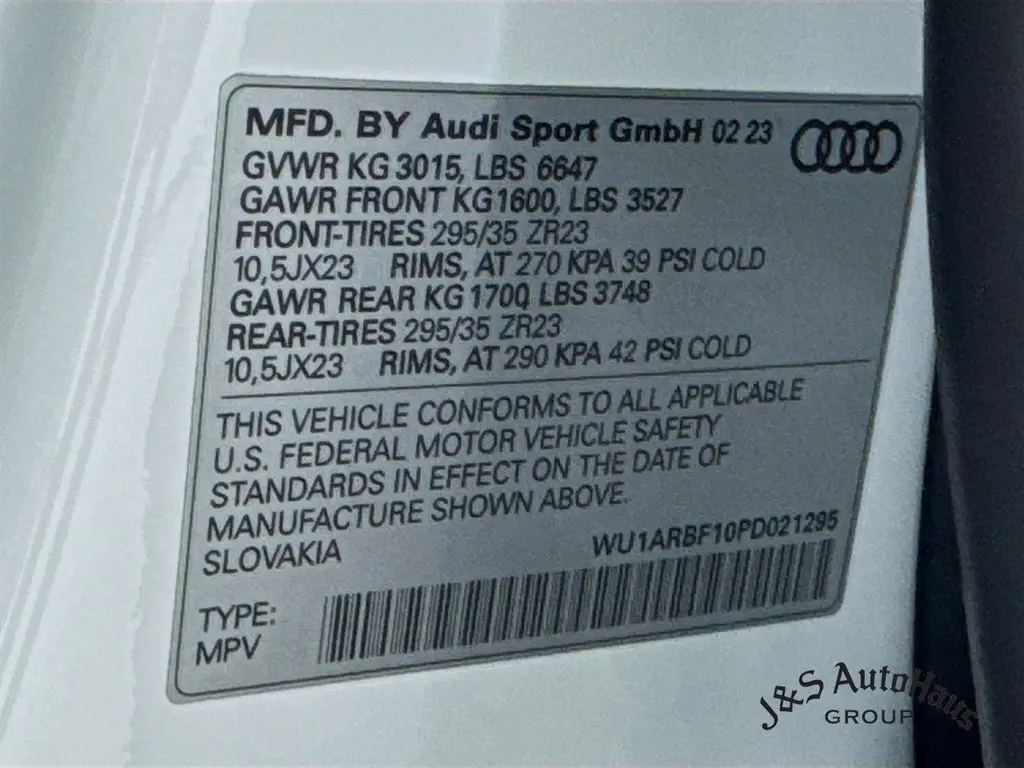 MFD. BY Audi Sport GmbH 02 23
GVWR KG 3015, LBS 6647
GAWR FRONT KG 1600, LBS 3527
FRONT-TIRES 295/35 ZR23
10,5JX23 RIMS, AT 270 KPA 39 PSI COLD
GAWR REAR KG 1700, LBS 3748
REAR-TIRES 295/35 ZR23
10,5JX23 RIMS, AT 290 KPA 42 PSI COLD
THIS VEHICLE CONFORMS TO ALL APPLICABLE
U.S. FEDERAL MOTOR VEHICLE SAFETY
STANDARDS IN EFFECT ON THE DATE OF
MANUFACTURE SHOWN ABOVE.
SLOVAKIA
WU1ARBF10PD021295
TYPE:
MPV
J&S AutoHaus
GROUP